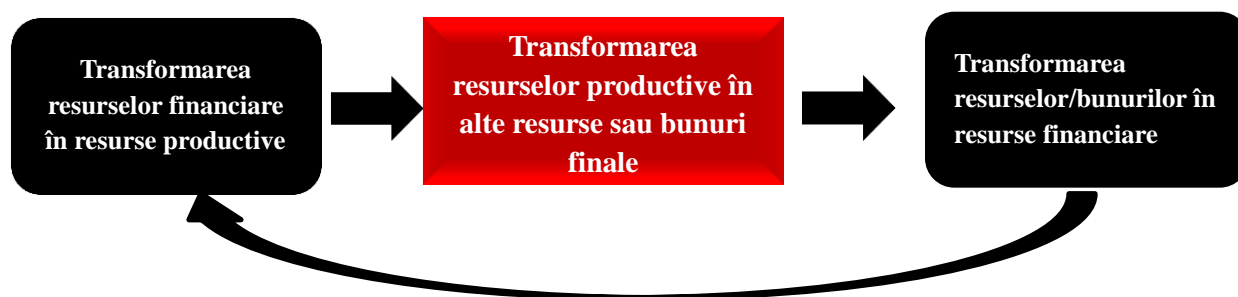 Transformarea
resurselor financiare
în resurse productive
Transformarea
resurselor productive în
alte resurse sau bunuri
finale
Transformarea
resurselor/bunurilor în
resurse financiare